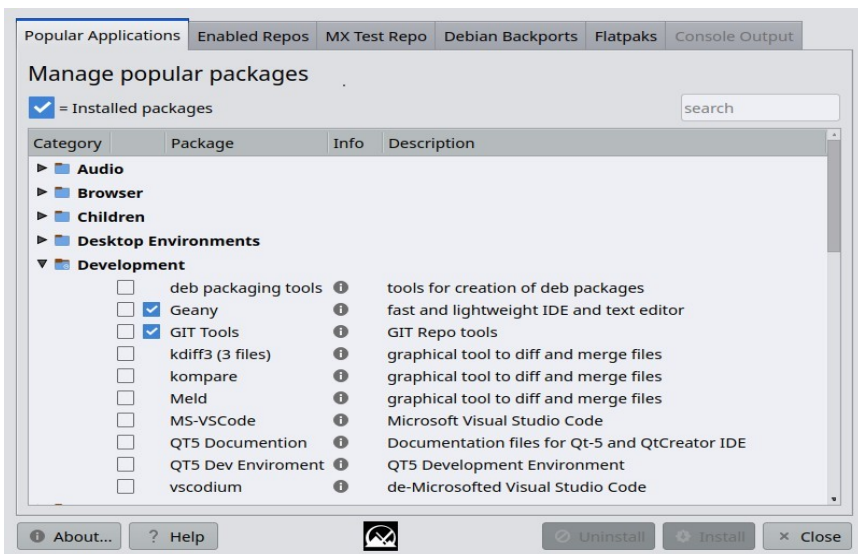 Popular Applications Enabled Repos MX Test Repo Debian Backports Flatpaks Console Output
Manage popular packages
= Installed packages search
Category Package Info Description
Audio
Browser
Children
Desktop Environments
Development
deb packaging tools tools for creation of deb packages
Geany fast and lightweight IDE and text editor
GIT Tools GIT Repo tools
kdiff3 (3 files) graphical tool to diff and merge files
kompare graphical tool to diff and merge files
Meld graphical tool to diff and merge files
MS-VSCode Microsoft Visual Studio Code
QT5 Documention Documentation files for Qt-5 and QtCreator IDE
QT5 Dev Enviroment QT5 Development Environment
vscodium de-Microsofted Visual Studio Code
About... ? Help Uninstall Install × Close